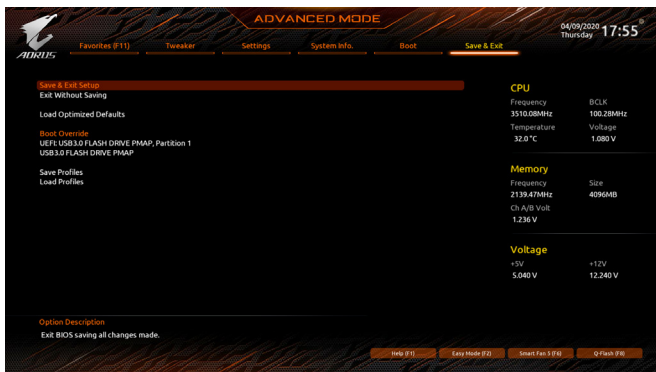 ADVANCED MODE
04/09/2020
Thursday
17:55
AORUS
Favorites (F11)
Tweaker
Settings
System Info.
Boot
Save & Exit
Save & Exit Setup
Exit Without Saving
Load Optimized Defaults
Boot Override
UEFI: USB3.0 FLASH DRIVE PMAP, Partition 1
USB3.0 FLASH DRIVE PMAP
Save Profiles
Load Profiles
CPU
Frequency BCLK
3510.08MHz 100.28MHz
Temperature Voltage
32.0 °C 1.080 V
Memory
Frequency Size
2139.47MHz 4096MB
Ch A/B Volt
1.236 V
Voltage
+5V +12V
5.040 V 12.240 V
Option Description
Exit BIOS saving all changes made.
Help (F1)
Easy Mode (F2)
Smart Fan 5 (F6)
Q-Flash (F8)